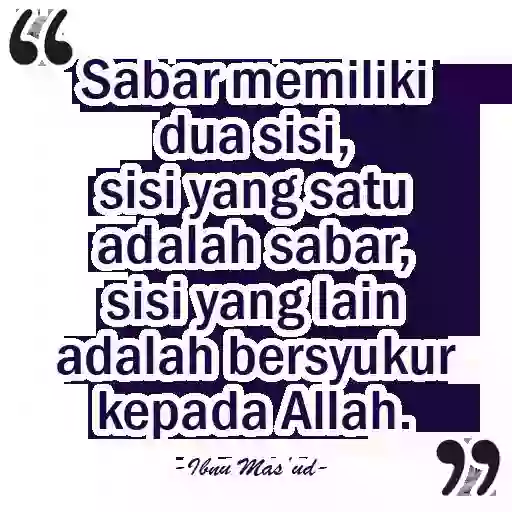 Sabar memiliki
dua sisi,
sisi yang satu
adalah sabar,
sisi yang lain
adalah bersyukur
kepada Allah.
-Ibnu Mas'ud-